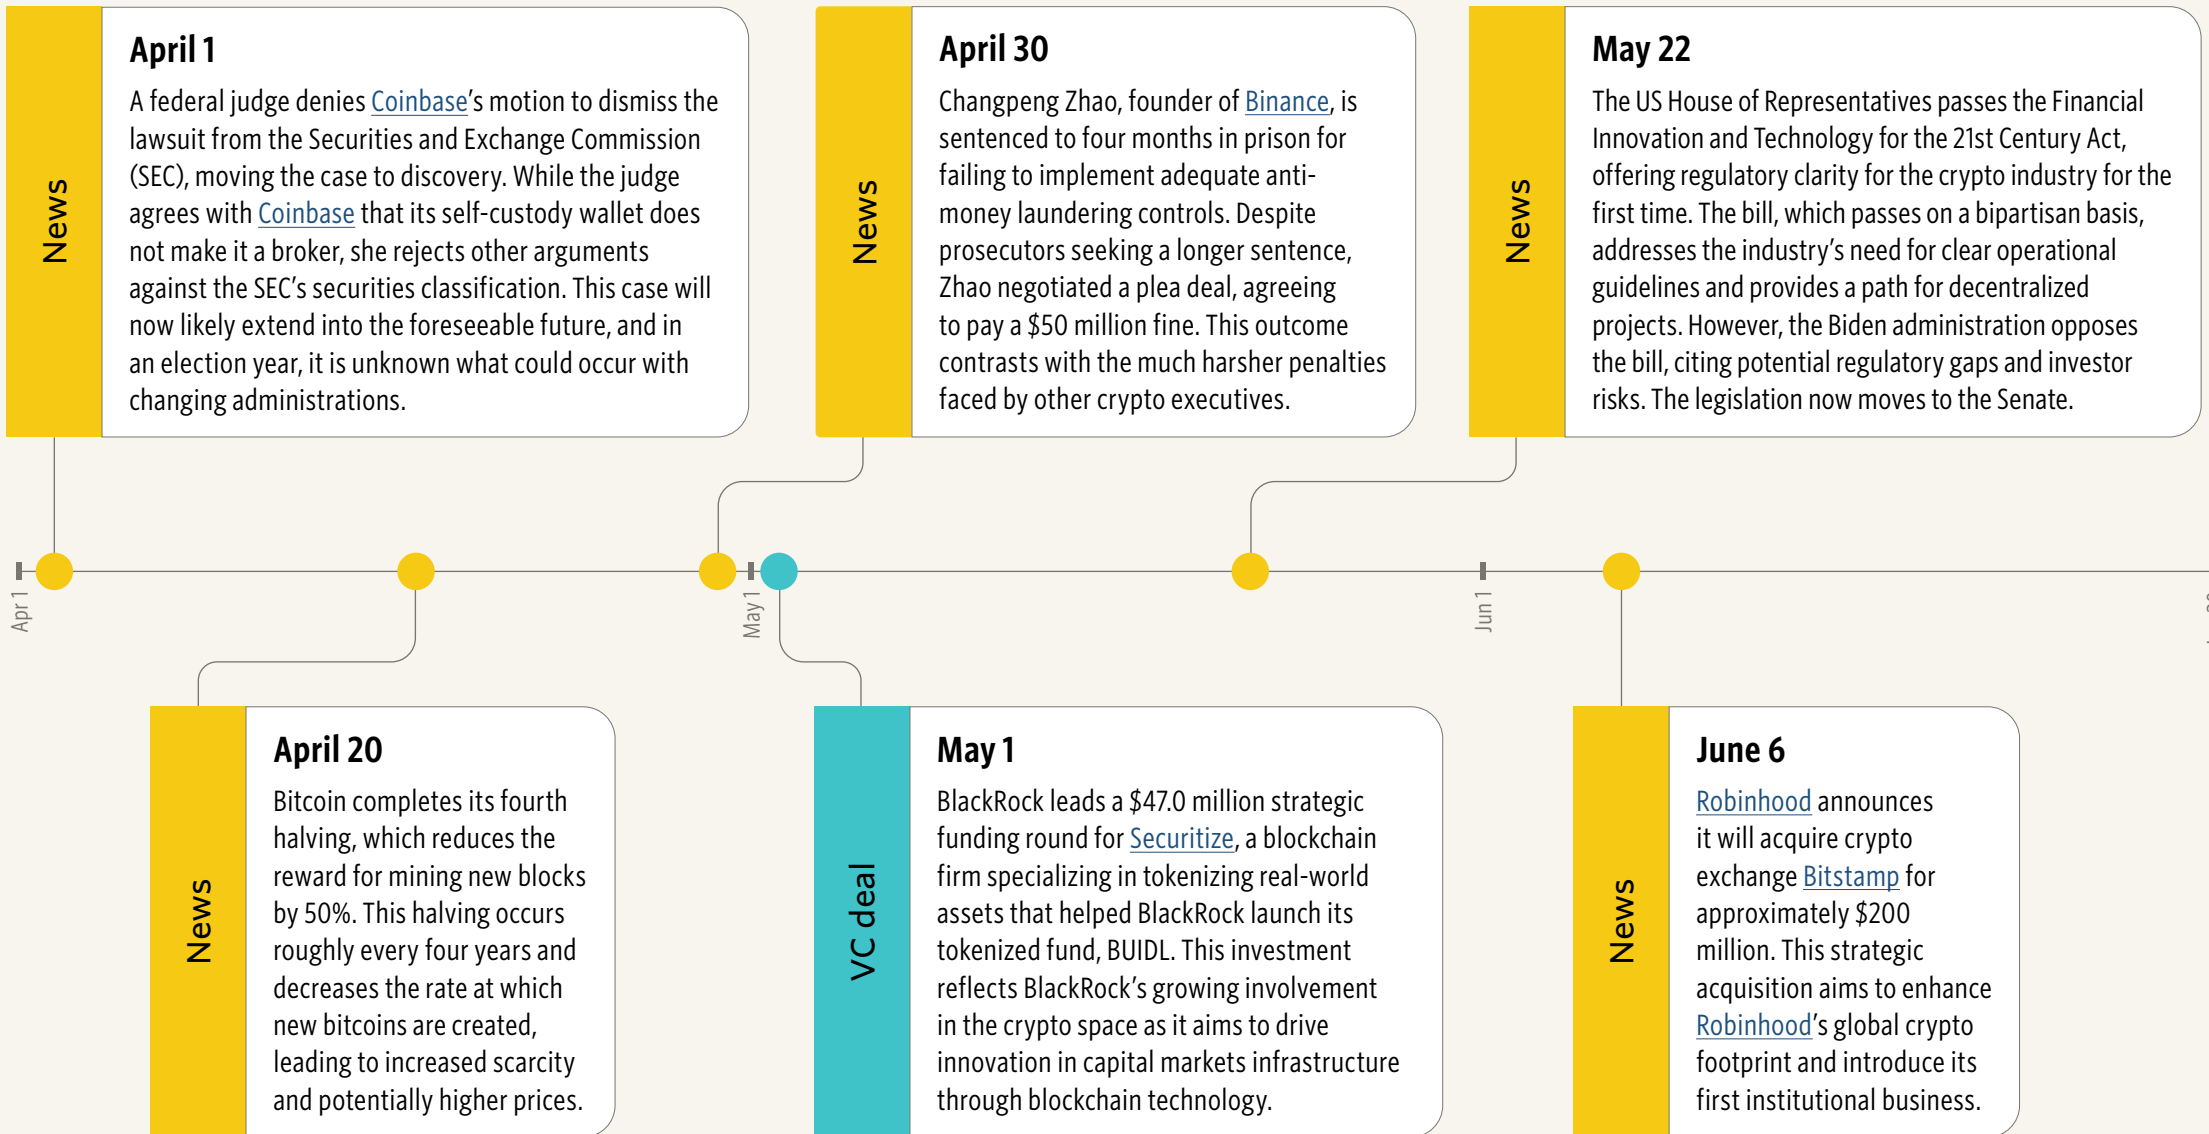 News
April 1
A federal judge denies Coinbase's motion to dismiss the
lawsuit from the Securities and Exchange Commission
(SEC), moving the case to discovery. While the judge
agrees with Coinbase that its self-custody wallet does
not make it a broker, she rejects other arguments
against the SEC's securities classification. This case will
now likely extend into the foreseeable future, and in
an election year, it is unknown what could occur with
changing administrations.
News
April 30
Changpeng Zhao, founder of Binance, is
sentenced to four months in prison for
failing to implement adequate anti-
money laundering controls. Despite
prosecutors seeking a longer sentence,
Zhao negotiated a plea deal, agreeing
to pay a $50 million fine. This outcome
contrasts with the much harsher penalties
faced by other crypto executives.
News
May 22
The US House of Representatives passes the Financial
Innovation and Technology for the 21st Century Act,
offering regulatory clarity for the crypto industry for the
first time. The bill, which passes on a bipartisan basis,
addresses the industry's need for clear operational
guidelines and provides a path for decentralized
projects. However, the Biden administration opposes
the bill, citing potential regulatory gaps and investor
risks. The legislation now moves to the Senate.
Apr 1
May 1
Jun 1
News
April 20
Bitcoin completes its fourth
halving, which reduces the
reward for mining new blocks
by 50%. This halving occurs
roughly every four years and
decreases the rate at which
new bitcoins are created,
leading to increased scarcity
and potentially higher prices.
VC deal
May 1
BlackRock leads a $47.0 million strategic
funding round for Securitize, a blockchain
firm specializing in tokenizing real-world
assets that helped BlackRock launch its
tokenized fund, BUIDL. This investment
reflects BlackRock's growing involvement
in the crypto space as it aims to drive
innovation in capital markets infrastructure
through blockchain technology.
News
June 6
Robinhood announces
it will acquire crypto
exchange Bitstamp for
approximately $200
million. This strategic
acquisition aims to enhance
Robinhood's global crypto
footprint and introduce its
first institutional business.